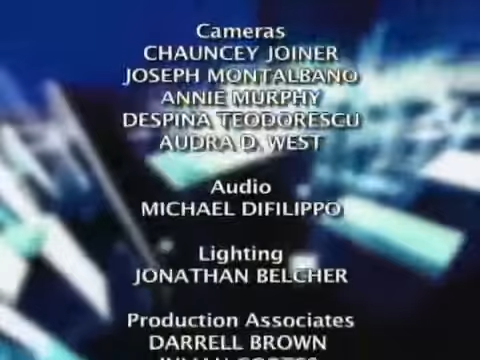 Cameras
CHAUNCEY JOINER
JOSEPH MONTALBANO
ANNIE MURPHY
DESPINA TEODORESCU
AUDRA D. WEST
Audio
MICHAEL DIFILIPPO
Lighting
JONATHAN BELCHER
Production Associates
DARRELL BROWN